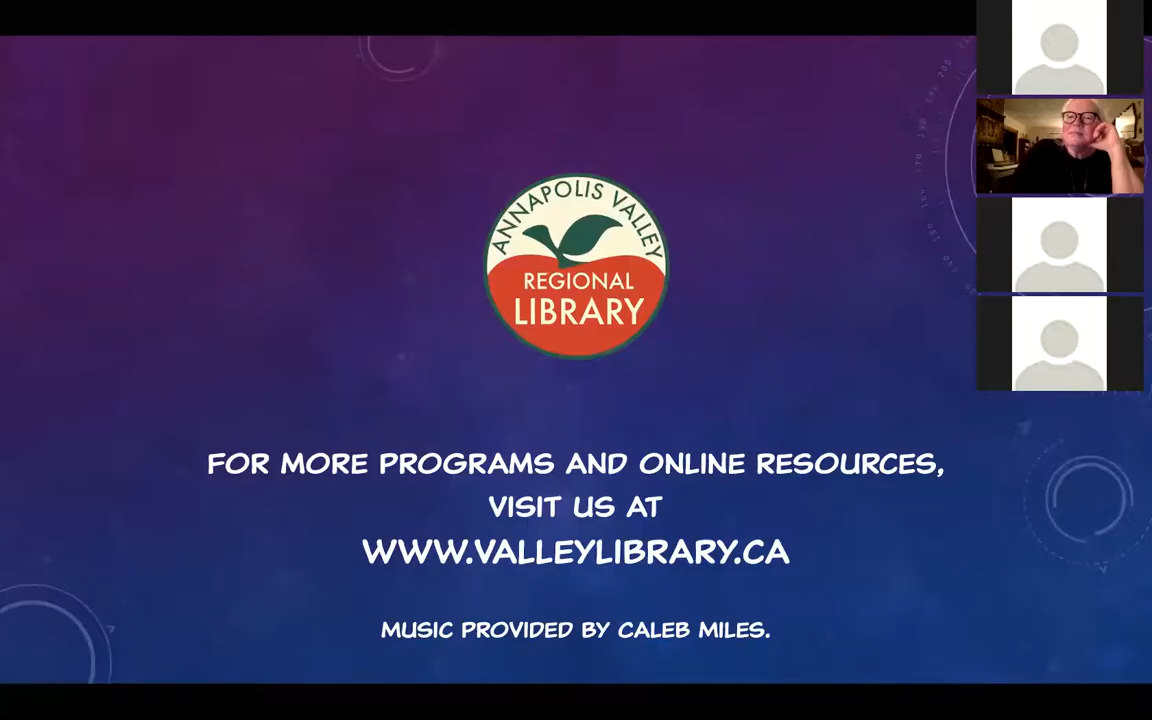 ANNAPOLIS VALLEY
REGIONAL
LIBRARY
FOR MORE PROGRAMS AND ONLINE RESOURCES,
VISIT US AT
WWW.VALLEYLIBRARY.CA
MUSIC PROVIDED BY CALEB MILES.